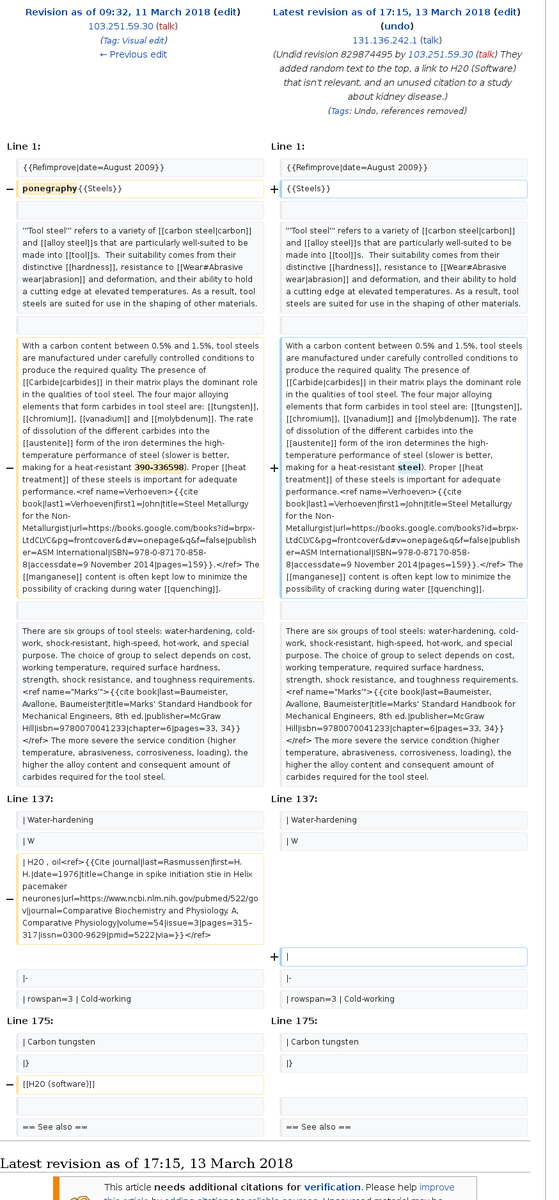 Revision as of 09:32, 11 March 2018 (edit)
103.251.59.30 (talk)
(Tag: Visual edit)
← Previous edit
Latest revision as of 17:15, 13 March 2018 (edit)
(undo)
131.136.242.1 (talk)
(Undid revision 829874495 by 103.251.59.30 (talk) They
added random text to the top, a link to H20 (Software)
that isn't relevant, and an unused citation to a study
about kidney disease.)
(Tags: Undo, references removed)
Line 1:
{{Refimprove|date=August 2009}}
− ponegraphy{{Steels}}
'''Tool steel''' refers to a variety of [[carbon steel|carbon]]
and [[alloy steel]]s that are particularly well-suited to be
made into [[tool]]s.  Their suitability comes from their
distinctive [[hardness]], resistance to [[Wear#Abrasive
wear|abrasion]] and deformation, and their ability to hold
a cutting edge at elevated temperatures. As a result, tool
steels are suited for use in the shaping of other materials.
With a carbon content between 0.5% and 1.5%, tool steels
are manufactured under carefully controlled conditions to
produce the required quality. The presence of
[[Carbide|carbides]] in their matrix plays the dominant role
in the qualities of tool steel. The four major alloying
elements that form carbides in tool steel are: [[tungsten]],
[[chromium]], [[vanadium]] and [[molybdenum]]. The rate
of dissolution of the different carbides into the
[[austenite]] form of the iron determines the high-
temperature performance of steel (slower is better,
− making for a heat-resistant 390-336598). Proper [[heat
treatment]] of these steels is important for adequate
performance.<ref name=Verhoeven>{{cite
book|last1=Verhoeven|first1=John|title=Steel Metallurgy
for the Non-
Metallurgist|url=https://books.google.com/books?id=brpx-
LtdCLYC&pg=frontcover&dq=onepage&q&f=false|publish
er=ASM International|ISBN=978-0-87170-858-
8|accessdate=9 November 2014|pages=159}}.</ref> The
[[manganese]] content is often kept low to minimize the
possibility of cracking during water [[quenching]].
There are six groups of tool steels: water-hardening, cold-
work, shock-resistant, high-speed, hot-work, and special
purpose. The choice of group to select depends on cost,
working temperature, required surface hardness,
strength, shock resistance, and toughness requirements.
<ref name="Marks'">{{cite book|last=Baumeister,
Avallone, Baumeister|title=Marks' Standard Handbook for
Mechanical Engineers, 8th ed.|publisher=McGraw
Hill|isbn=9780070041233|chapter=6|pages=33, 34}}
</ref> The more severe the service condition (higher
temperature, abrasiveness, corrosiveness, loading), the
higher the alloy content and consequent amount of
carbides required for the tool steel.
Line 137:
| Water-hardening
| W
− | H20 , oil<ref>{{Cite journal|last=Rasmussen|first=H.
H.|date=1976|title=Change in spike initiation stie in Helix
pacemaker
neurones|url=https://www.ncbi.nlm.nih.gov/pubmed/522/go
v|journal=Comparative Biochemistry and Physiology. A,
Comparative Physiology|volume=54|issue=3|pages=315–
317|issn=0300-9629|pmid=5222|via=}}</ref>
|-
| rowspan=3 | Cold-working
Line 175:
| Carbon tungsten
|}
− [[H20 (software)]]
== See also ==
Line 1:
{{Refimprove|date=August 2009}}
+ {{Steels}}
'''Tool steel''' refers to a variety of [[carbon steel|carbon]]
and [[alloy steel]]s that are particularly well-suited to be
made into [[tool]]s.  Their suitability comes from their
distinctive [[hardness]], resistance to [[Wear#Abrasive
wear|abrasion]] and deformation, and their ability to hold
a cutting edge at elevated temperatures. As a result, tool
steels are suited for use in the shaping of other materials.
With a carbon content between 0.5% and 1.5%, tool steels
are manufactured under carefully controlled conditions to
produce the required quality. The presence of
[[Carbide|carbides]] in their matrix plays the dominant role
in the qualities of tool steel. The four major alloying
elements that form carbides in tool steel are: [[tungsten]],
[[chromium]], [[vanadium]] and [[molybdenum]]. The rate
of dissolution of the different carbides into the
[[austenite]] form of the iron determines the high-
temperature performance of steel (slower is better,
+ making for a heat-resistant steel). Proper [[heat
treatment]] of these steels is important for adequate
performance.<ref name=Verhoeven>{{cite
book|last1=Verhoeven|first1=John|title=Steel Metallurgy
for the Non-
Metallurgist|url=https://books.google.com/books?id=brpx-
LtdCLYC&pg=frontcover&dq=onepage&q&f=false|publish
er=ASM International|ISBN=978-0-87170-858-
8|accessdate=9 November 2014|pages=159}}.</ref> The
[[manganese]] content is often kept low to minimize the
possibility of cracking during water [[quenching]].
There are six groups of tool steels: water-hardening, cold-
work, shock-resistant, high-speed, hot-work, and special
purpose. The choice of group to select depends on cost,
working temperature, required surface hardness,
strength, shock resistance, and toughness requirements.
<ref name="Marks'">{{cite book|last=Baumeister,
Avallone, Baumeister|title=Marks' Standard Handbook for
Mechanical Engineers, 8th ed.|publisher=McGraw
Hill|isbn=9780070041233|chapter=6|pages=33, 34}}
</ref> The more severe the service condition (higher
temperature, abrasiveness, corrosiveness, loading), the
higher the alloy content and consequent amount of
carbides required for the tool steel.
Line 137:
| Water-hardening
| W
+ |
|-
| rowspan=3 | Cold-working
Line 175:
| Carbon tungsten
|}
== See also ==
Latest revision as of 17:15, 13 March 2018
This article needs additional citations for verification. Please help improve